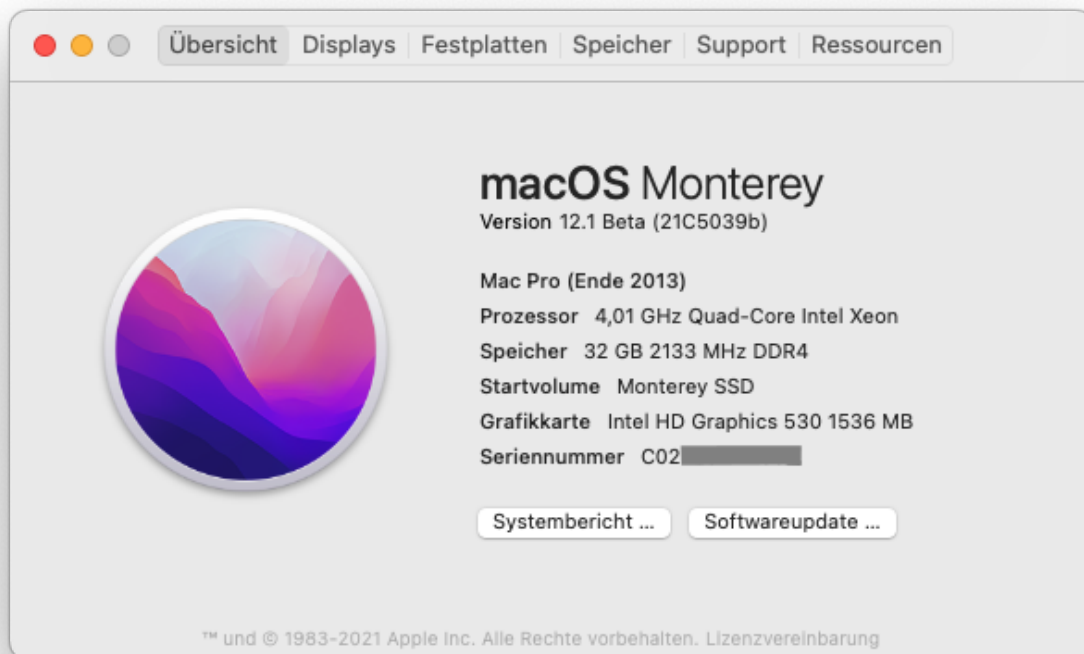 Übersicht Displays Festplatten Speicher Support Ressourcen
macOS Monterey
Version 12.1 Beta (21C5039b)
Mac Pro (Ende 2013)
Prozessor 4,01 GHz Quad-Core Intel Xeon
Speicher 32 GB 2133 MHz DDR4
Startvolume Monterey SSD
Grafikkarte Intel HD Graphics 530 1536 MB
Seriennummer C02
Systembericht ... Softwareupdate ...
™ und © 1983-2021 Apple Inc. Alle Rechte vorbehalten. Lizenzvereinbarung